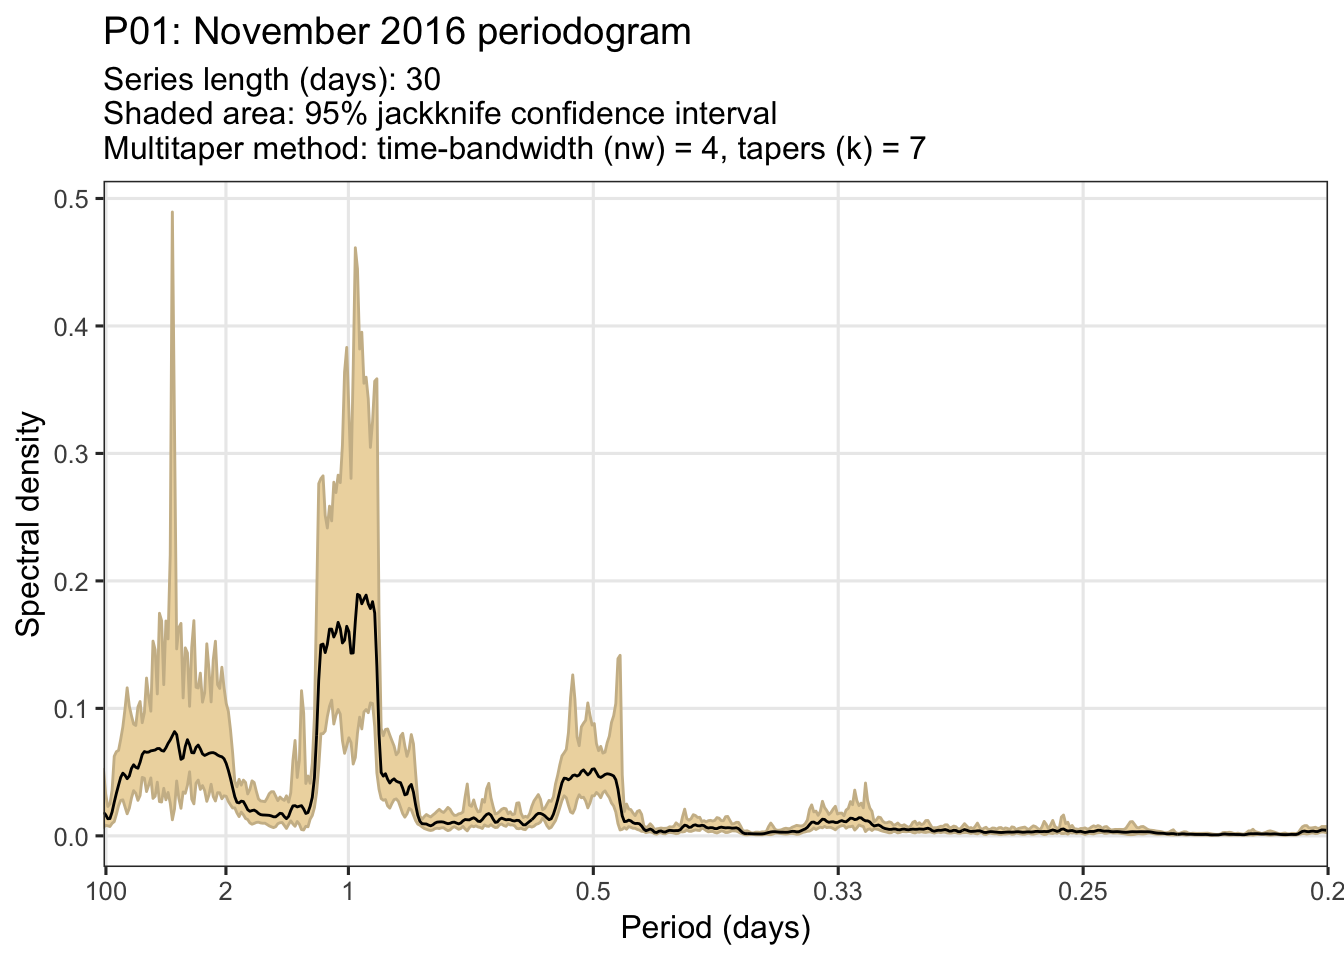 P01: November 2016 periodogram
Series length (days): 30
Shaded area: 95% jackknife confidence interval
Multitaper method: time-bandwidth (nw) = 4, tapers (k) = 7
0.5
0.4
0.3
0.2
0.1
0.0
Spectral density
100 2 1 0.5 0.33 0.25 0.2
Period (days)